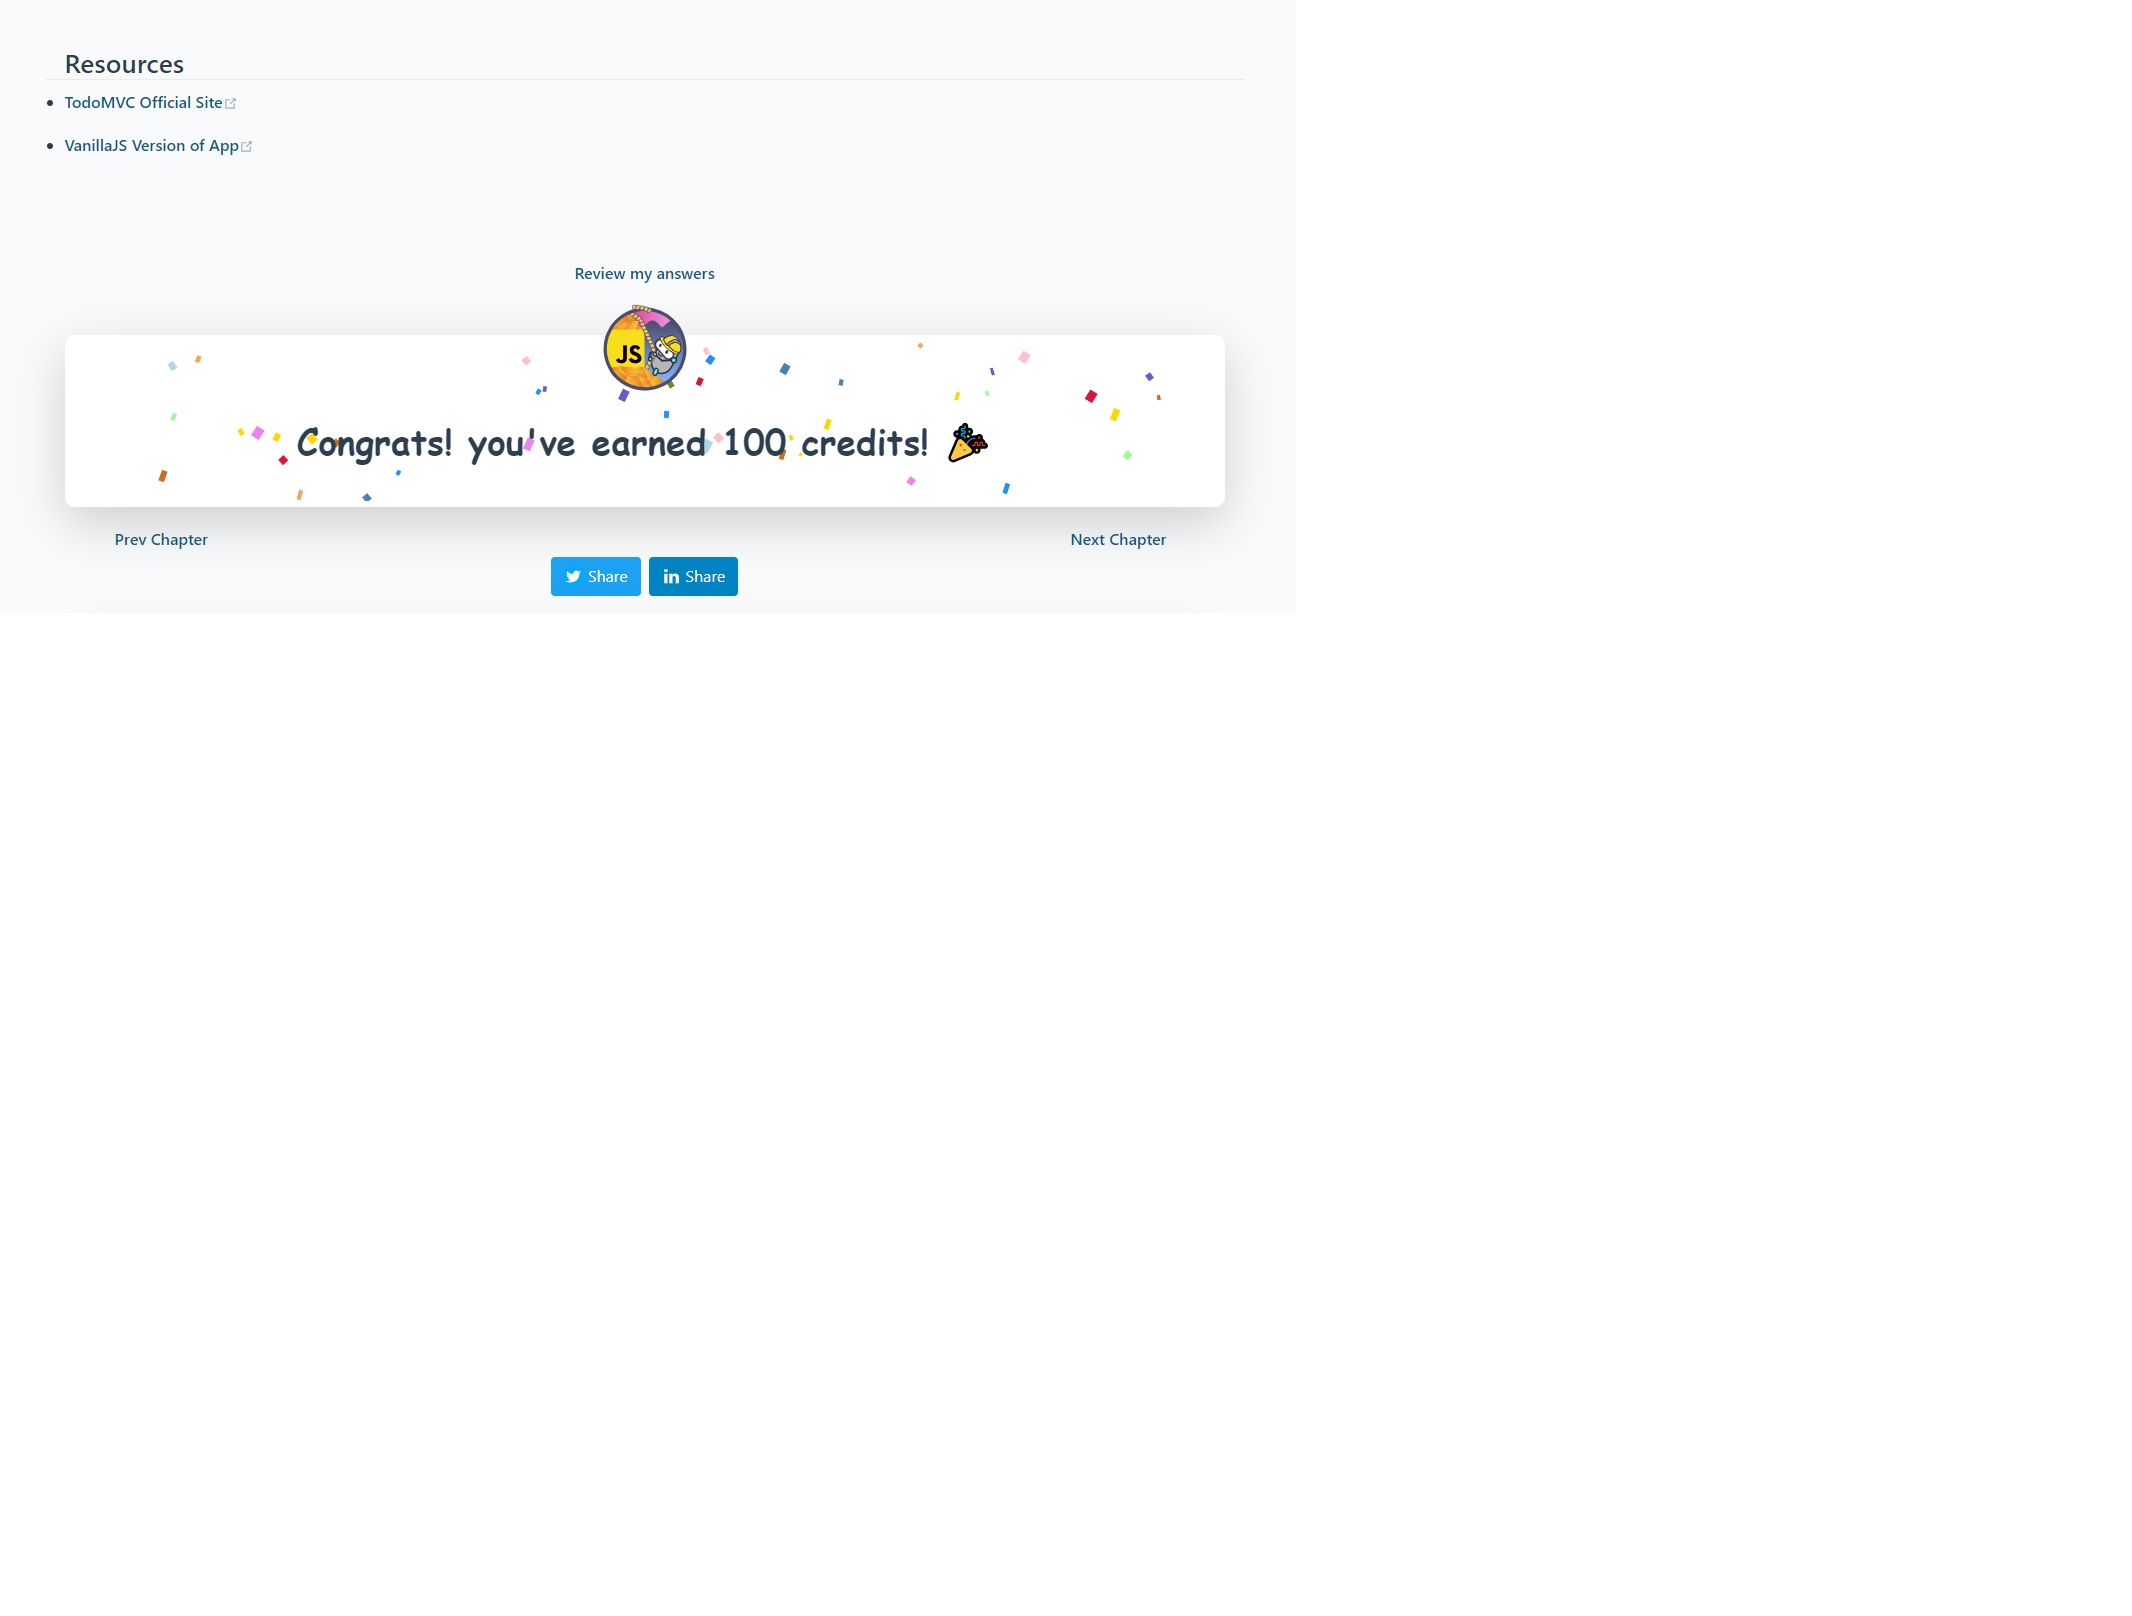 Resources
TodoMVC Official Site
VanillaJS Version of App
Review my answers
JS
Congrats! you've earned 100 credits!
Prev Chapter
Next Chapter
Share
in Share